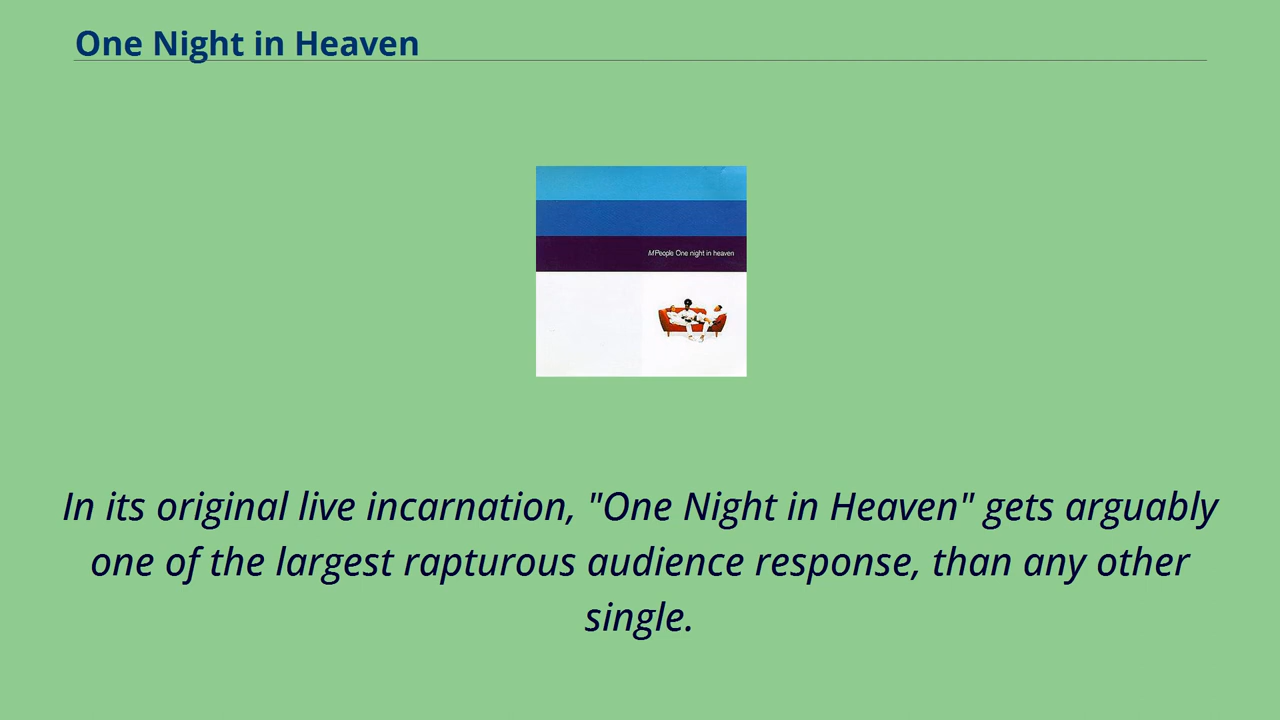 One Night in Heaven
M People One night in heaven
In its original live incarnation, "One Night in Heaven" gets arguably
one of the largest rapturous audience response, than any other
single.